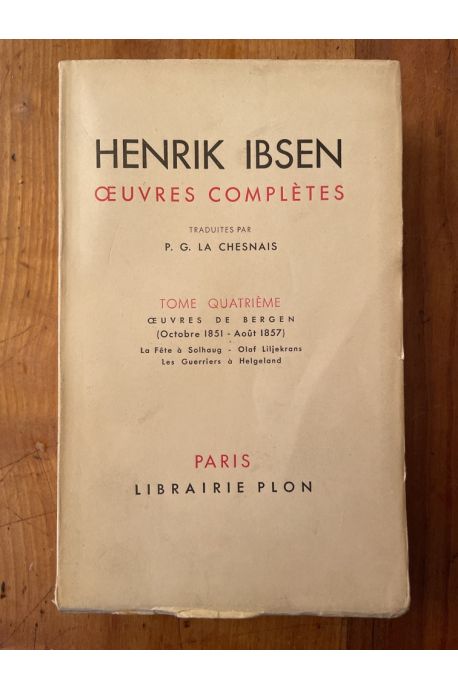 HENRIK IBSEN
ŒUVRES COMPLÈTES
TRADUITES PAR
P. G. LA CHESNAIS
TOME QUATRIÈME
ŒUVRES DE BERGEN
(Octobre 1851 - Août 1857)
La Fête à Solhaug - Olaf Liljekrans
Les Guerriers à Helgeland
PARIS
LIBRAIRIE PLON